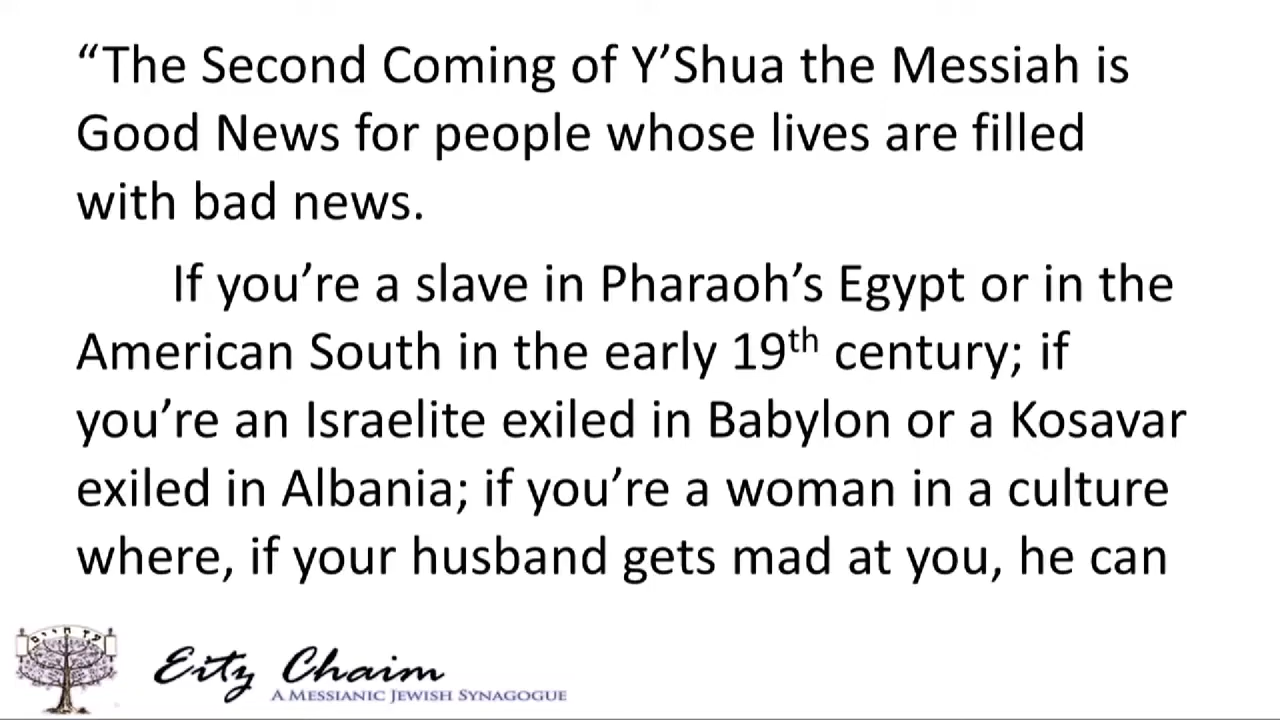 “The Second Coming of Y’Shua the Messiah is
Good News for people whose lives are filled
with bad news.
If you’re a slave in Pharaoh’s Egypt or in the
American South in the early 19th century; if
you’re an Israelite exiled in Babylon or a Kosavar
exiled in Albania; if you’re a woman in a culture
where, if your husband gets mad at you, he can
עץ חיים
Eitz Chaim
A MESSIANIC JEWISH SYNAGOGUE